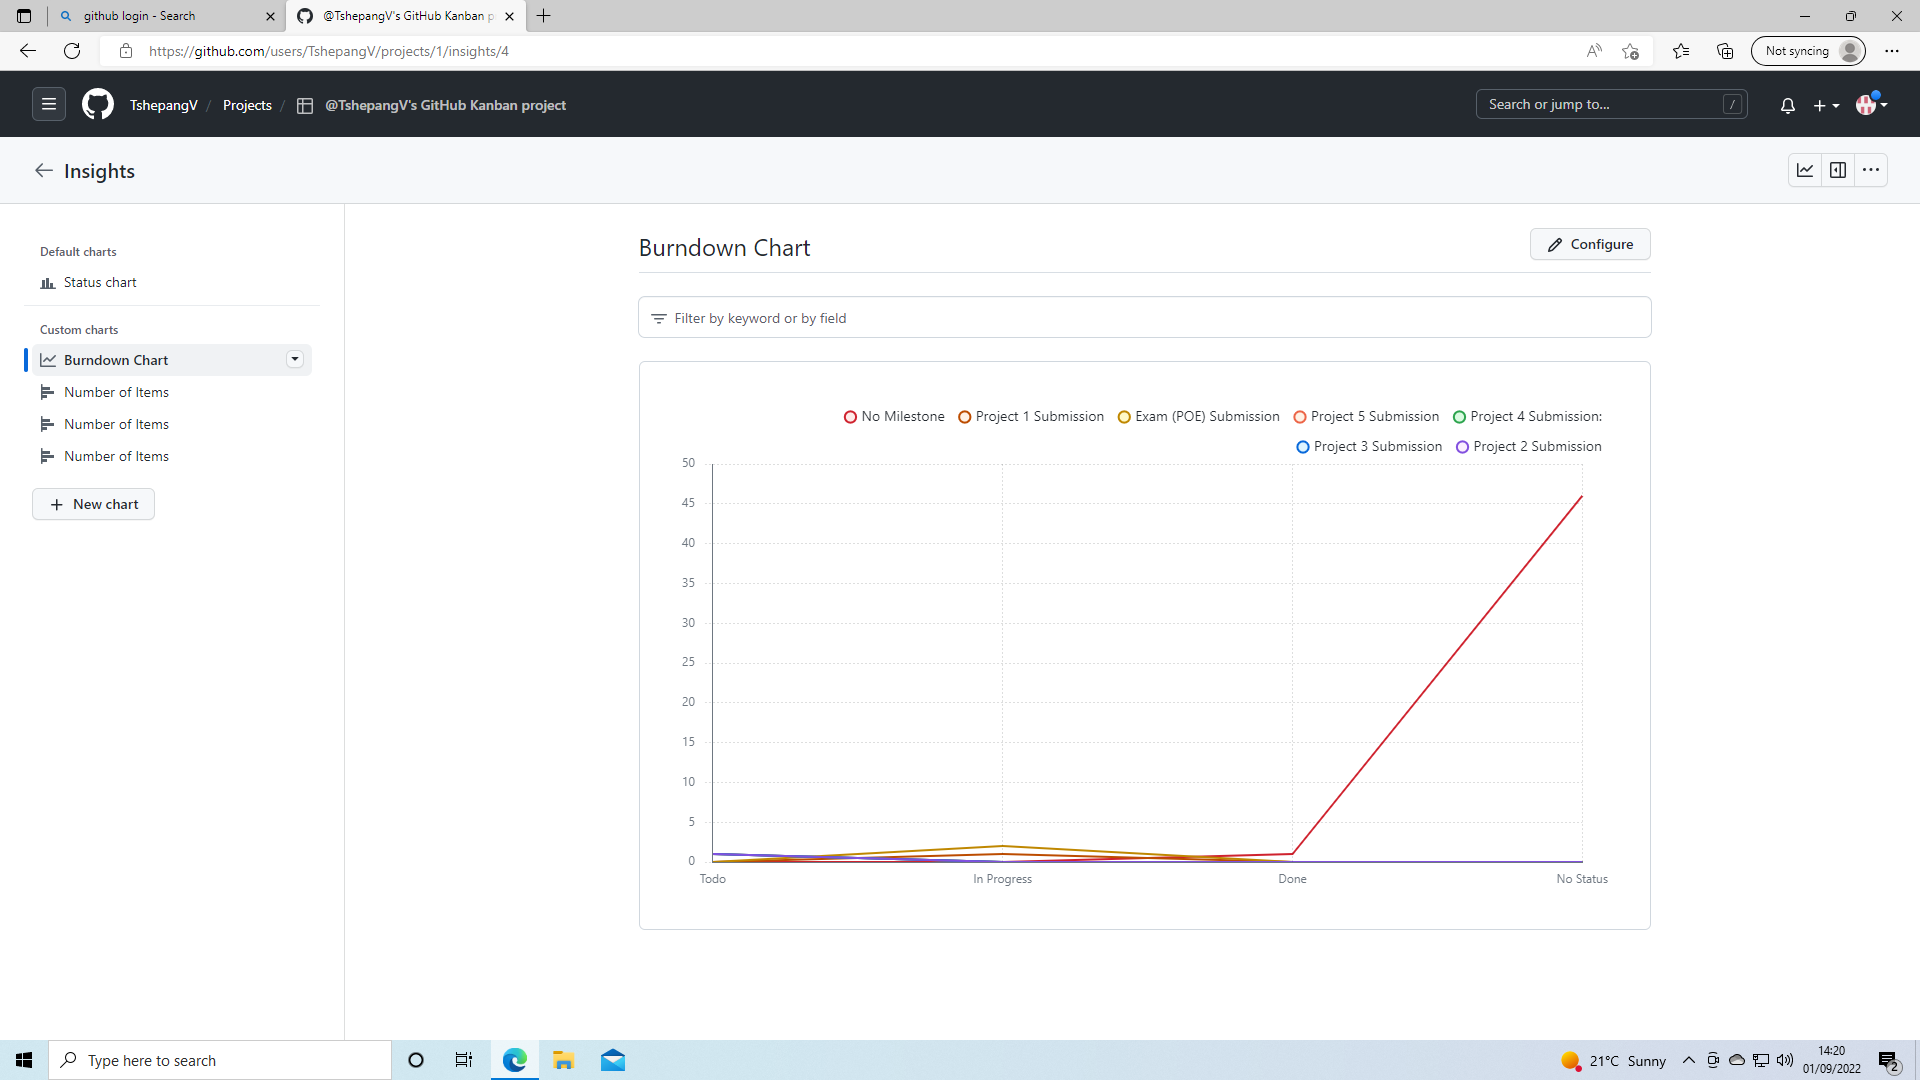 github login - Search
@TshepangV's GitHub Kanban p
https://github.com/users/TshepangV/projects/1/insights/4
Not syncing
TshepangV / Projects / @TshepangV's GitHub Kanban project
Search or jump to... /
Insights
Default charts
Status chart
Custom charts
Burndown Chart
Number of Items
Number of Items
Number of Items
New chart
Burndown Chart
Configure
Filter by keyword or by field
No Milestone Project 1 Submission Exam (POE) Submission Project 5 Submission Project 4 Submission:
Project 3 Submission Project 2 Submission
50
45
40
35
30
25
20
15
10
5
0
Todo In Progress Done No Status
Type here to search
21°C Sunny
14:20
01/09/2022
2